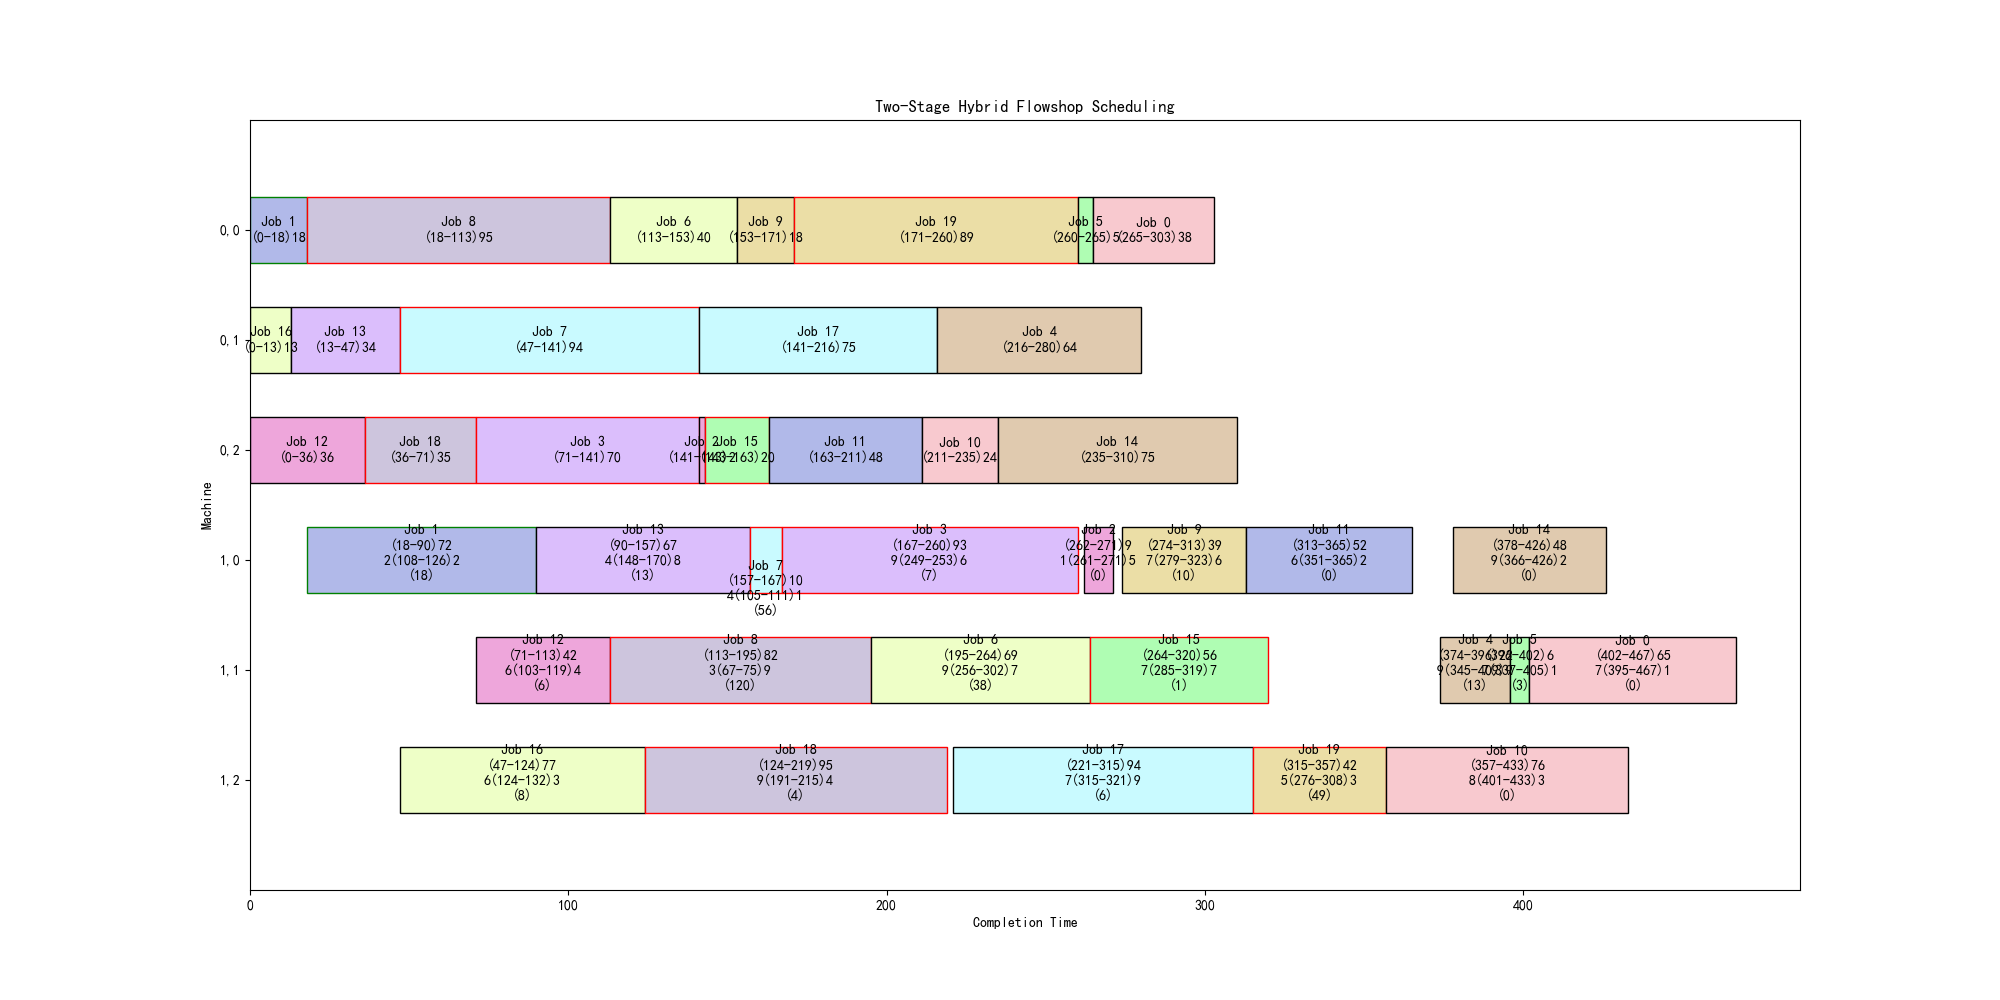 Two-Stage Hybrid Flowshop Scheduling
Machine
0,0
Job 1
(0-18)18
Job 8
(18-113)95
Job 6
(113-153)40
Job 9
(153-171)18
Job 19
(171-260)89
Job 5
(260-265)5
Job 0
(265-303)38
0,1
Job 16
(0-13)13
Job 13
(13-47)34
Job 7
(47-141)94
Job 17
(141-216)75
Job 4
(216-280)64
0,2
Job 12
(0-36)36
Job 18
(36-71)35
Job 3
(71-141)70
Job 2
(141-143)2
Job 15
(143-163)20
Job 11
(163-211)48
Job 10
(211-235)24
Job 14
(235-310)75
1,0
Job 1
(18-90)72
2(108-126)2
(18)
Job 13
(90-157)67
4(148-170)8
(13)
Job 7
(157-167)10
4(105-111)1
(56)
Job 3
(167-260)93
9(249-253)6
(7)
Job 2
(262-271)9
1(261-271)5
(0)
Job 9
(274-313)39
7(279-323)6
(10)
Job 11
(313-365)52
6(351-365)2
(0)
Job 14
(378-426)48
9(366-426)2
(0)
1,1
Job 12
(71-113)42
6(103-119)4
(6)
Job 8
(113-195)82
3(67-75)9
(120)
Job 6
(195-264)69
9(256-302)7
(38)
Job 15
(264-320)56
7(285-319)7
(1)
Job 4
(374-396)22
(13)
Job 5
(396-402)6
(3)
Job 0
(402-467)65
7(395-467)1
(0)
1,2
Job 16
(47-124)77
6(124-132)3
(8)
Job 18
(124-219)95
9(191-215)4
(4)
Job 17
(221-315)94
7(315-321)9
(6)
Job 19
(315-357)42
5(276-308)3
(49)
Job 10
(357-433)76
8(401-433)3
(0)
0
100
200
300
400
Completion Time